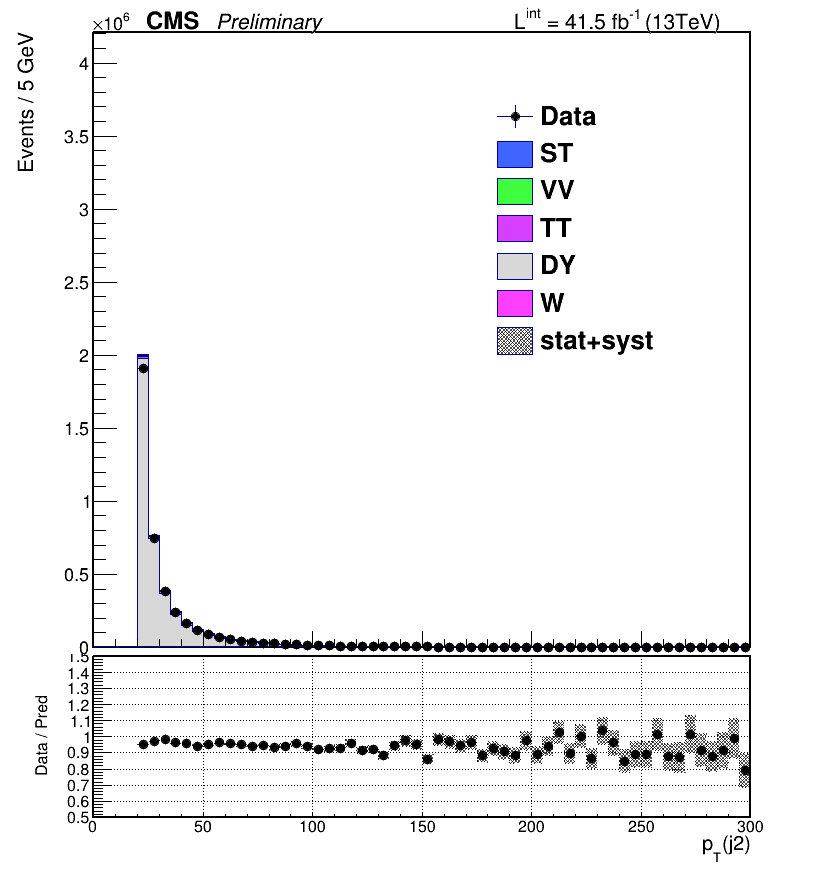 ×10⁶ CMS Preliminary L^int = 41.5 fb⁻¹ (13TeV)
Events / 5 GeV
4
3.5
3
2.5
2
1.5
1
0.5
0
Data
ST
VV
TT
DY
W
stat+syst
Data / Pred
1.5
1.4
1.3
1.2
1.1
1
0.9
0.8
0.7
0.6
0.5
0 50 100 150 200 250 300
p_T(j2)